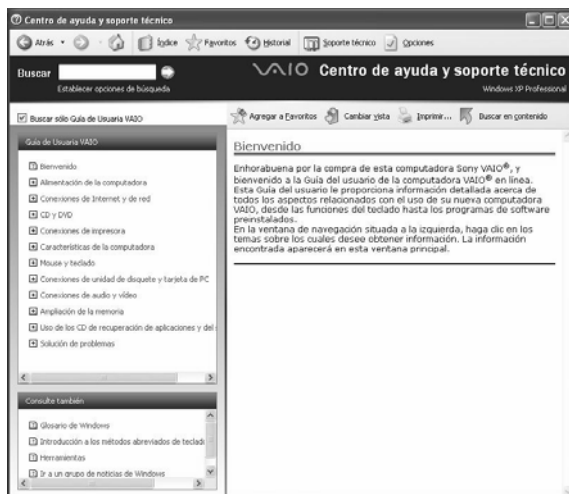 Centro de ayuda y soporte técnico
Atrás Índice Favoritos Historial Soporte técnico Opciones
Buscar
Establecer opciones de búsqueda
VAIO Centro de ayuda y soporte técnico
Windows XP Professional
Buscar sólo Guía de Usuaria VAIO
Agregar a Favoritos Cambiar vista Imprimir... Buscar en contenido
Guía de Usuaria VAIO
Bienvenido
Alimentación de la computadora
Conexiones de Internet y de red
CD y DVD
Conexiones de impresora
Características de la computadora
Mouse y teclado
Conexiones de unidad de disquete y tarjeta de PC
Conexiones de audio y vídeo
Ampliación de la memoria
Uso de los CD de recuperación de aplicaciones y del
Solución de problemas
Consulte también
Glosario de Windows
Introducción a los métodos abreviados de teclad
Herramientas
Ir a un grupo de noticias de Windows
Bienvenido
Enhorabuena por la compra de esta computadora Sony VAIO®, y
bienvenido a la Guía del usuario de la computadora VAIO® en línea.
Esta Guía del usuario le proporciona información detallada acerca de
todos los aspectos relacionados con el uso de su nueva computadora
VAIO, desde las funciones del teclado hasta los programas de software
preinstalados.
En la ventana de navegación situada a la izquierda, haga clic en los
temas sobre los cuales desee obtener información. La información
encontrada aparecerá en esta ventana principal.